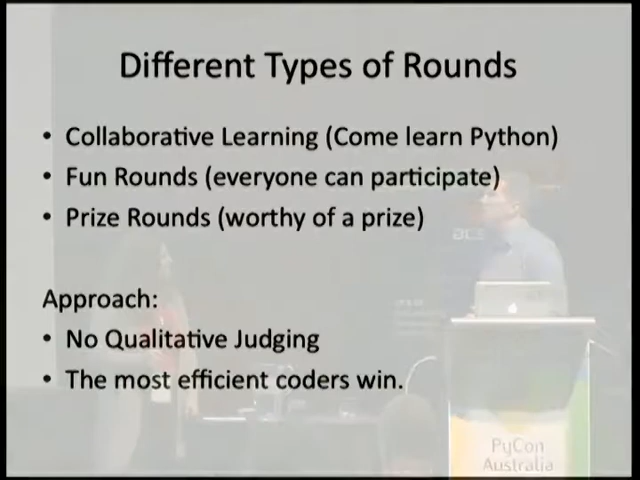 Different Types of Rounds
• Collaborative Learning (Come learn Python)
• Fun Rounds (everyone can participate)
• Prize Rounds (worthy of a prize)
Approach:
• No Qualitative Judging
• The most efficient coders win.
PyCon
Australia